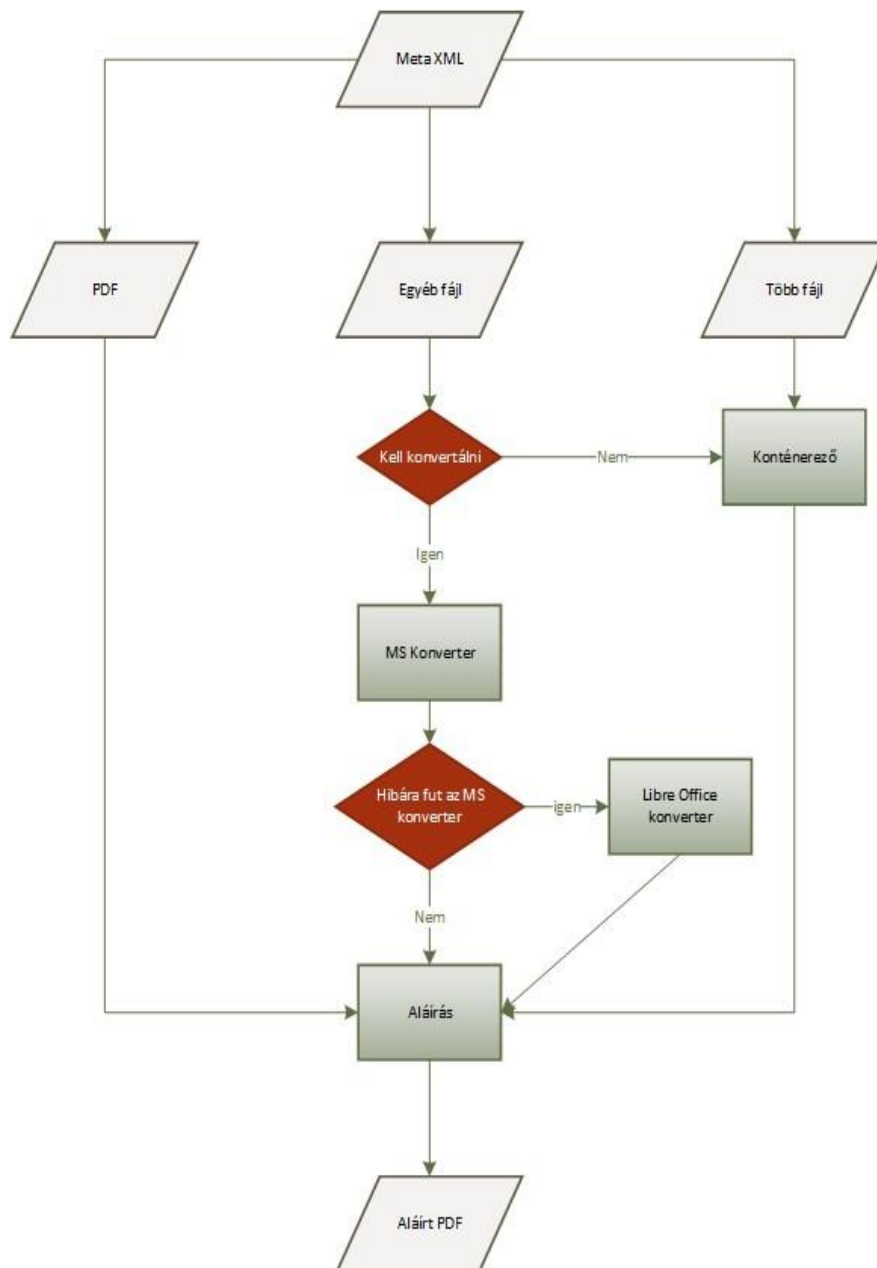 Meta XML
PDF
Egyéb fájl
Több fájl
Kell konvertálni
Nem
Konténerező
Igen
MS Konverter
Hibára fut az MS
konverter
igen
Libre Office
konverter
Nem
Aláírás
Aláírt PDF